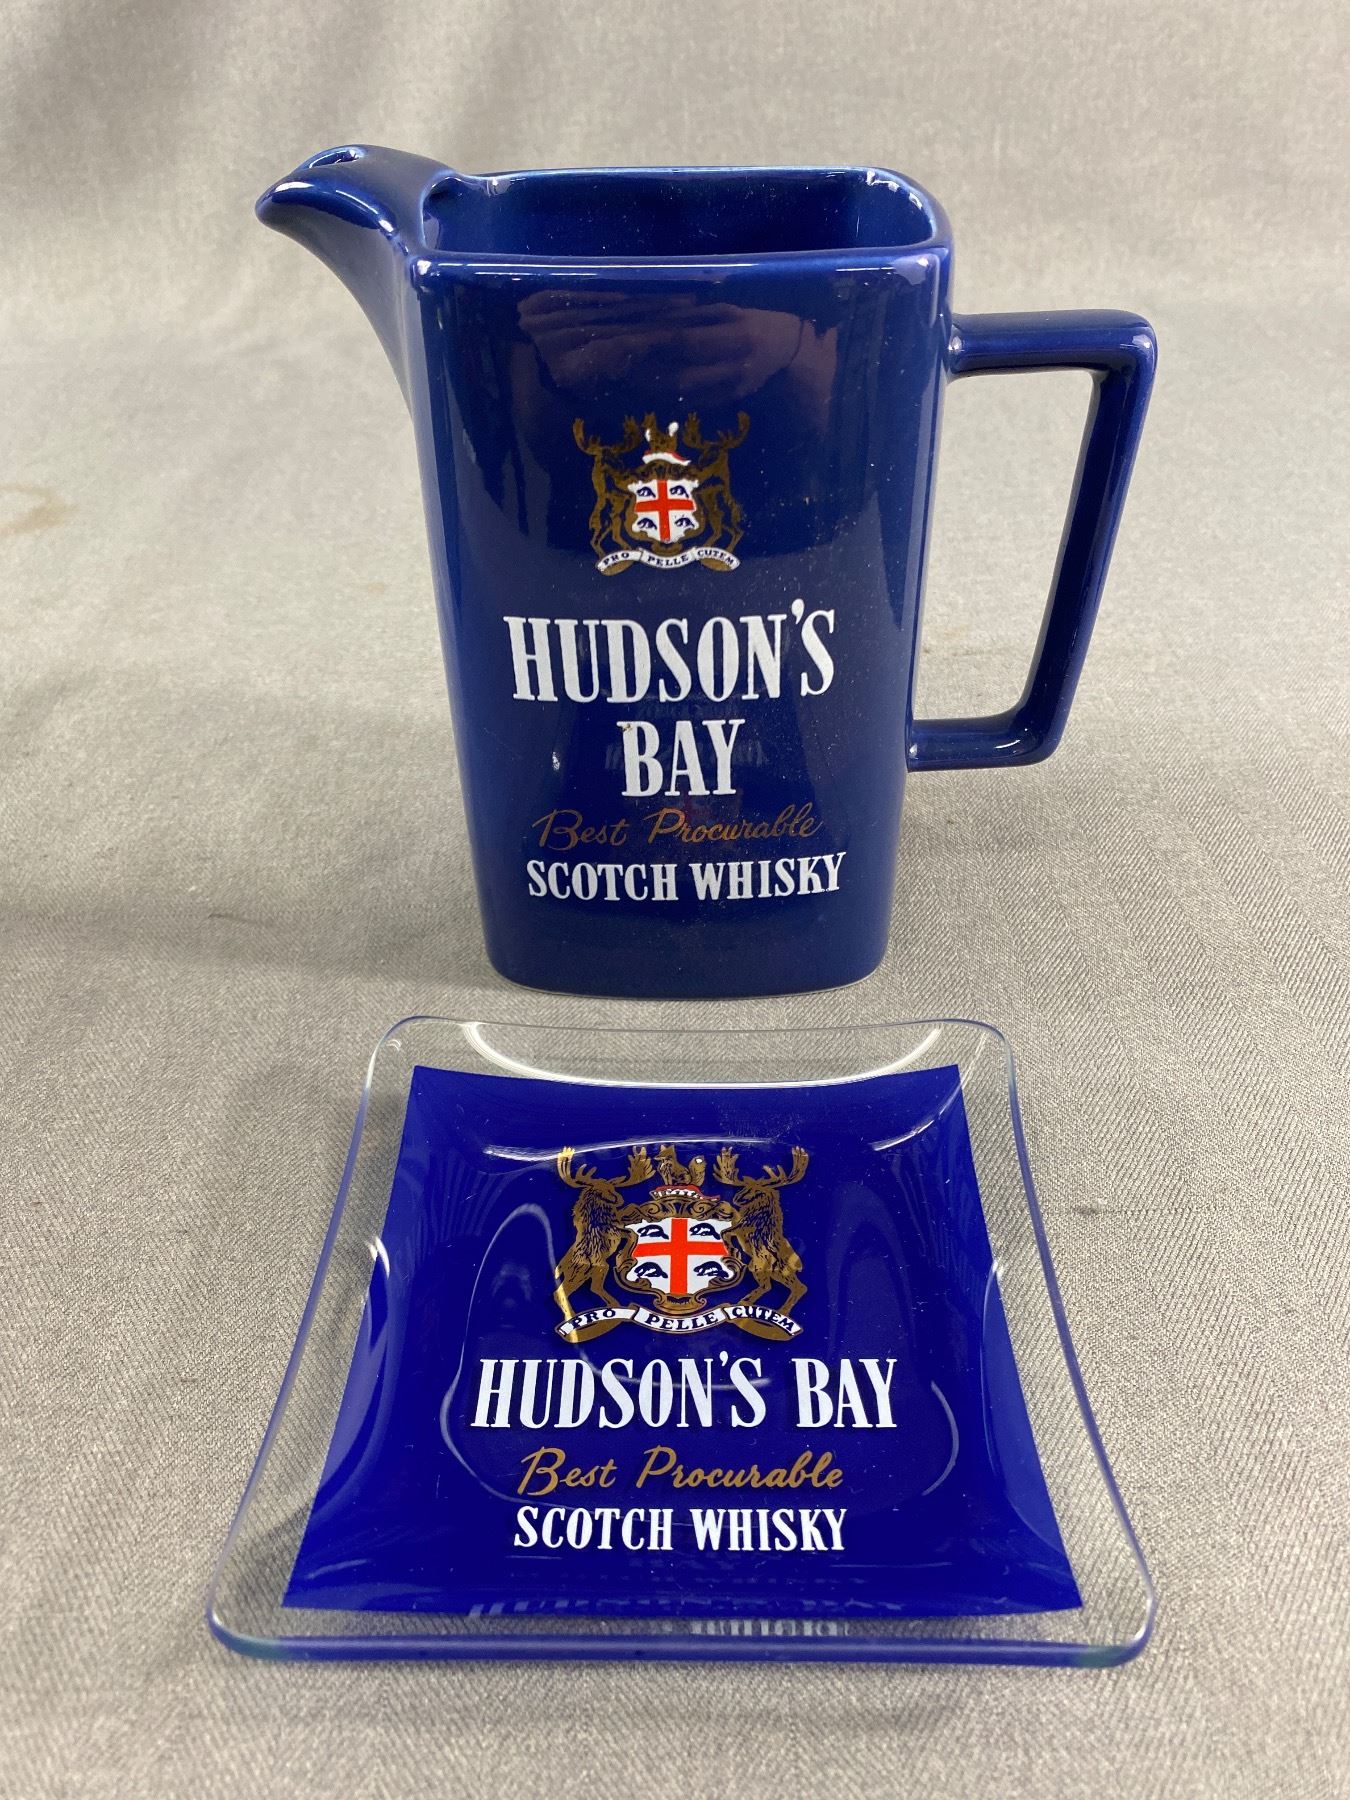 PRO PELLE CUTEM
HUDSON'S
BAY
Best Procurable
SCOTCH WHISKY
PRO PELLE CUTEM
HUDSON'S BAY
Best Procurable
SCOTCH WHISKY